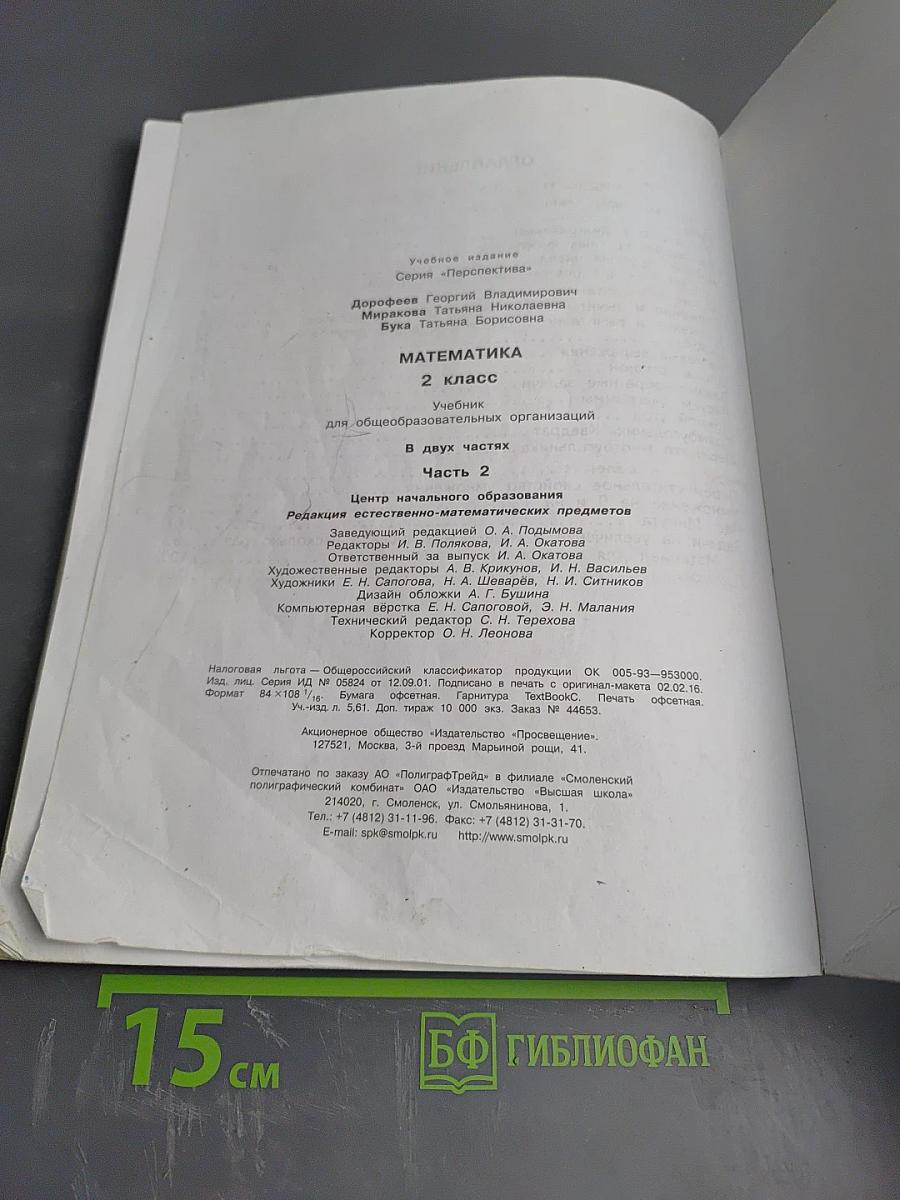 Учебное издание
Серия «Перспектива»
Дорофеев Георгий Владимирович
Миракова Татьяна Николаевна
Бука Татьяна Борисовна
МАТЕМАТИКА
2 класс
Учебник
для общеобразовательных организаций
В двух частях
Часть 2
Центр начального образования
Редакция естественно-математических предметов
Заведующий редакцией О. А. Подымова
Редакторы И. В. Полякова, И. А. Окатова
Ответственный за выпуск И. А. Окатова
Художественные редакторы А. В. Крикунов, И. Н. Васильев
Художники Е. Н. Сапогова, Н. А. Шеварёв, Н. И. Ситников
Дизайн обложки А. Г. Бушина
Компьютерная вёрстка Е. Н. Сапоговой, Э. Н. Малания
Технический редактор С. Н. Терехова
Корректор О. Н. Леонова
Налоговая льгота — Общероссийский классификатор продукции ОК 005-93—953000.
Изд. лиц. Серия ИД № 05824 от 12.09.01. Подписано в печать с оригинал-макета 02.02.16.
Формат 84×108 1/16. Бумага офсетная. Гарнитура TextBookC. Печать офсетная.
Уч.-изд. л. 5,61. Доп. тираж 10 000 экз. Заказ № 44653.
Акционерное общество «Издательство «Просвещение».
127521, Москва, 3-й проезд Марьиной рощи, 41.
Отпечатано по заказу АО «ПолиграфТрейд» в филиале «Смоленский
полиграфический комбинат» ОАО «Издательство «Высшая школа»
214020, г. Смоленск, ул. Смольянинова, 1.
Тел.: +7 (4812) 31-11-96. Факс: +7 (4812) 31-31-70.
E-mail: spk@smolpk.ru http://www.smolpk.ru
15 см
БФ ГИБЛИОФАН